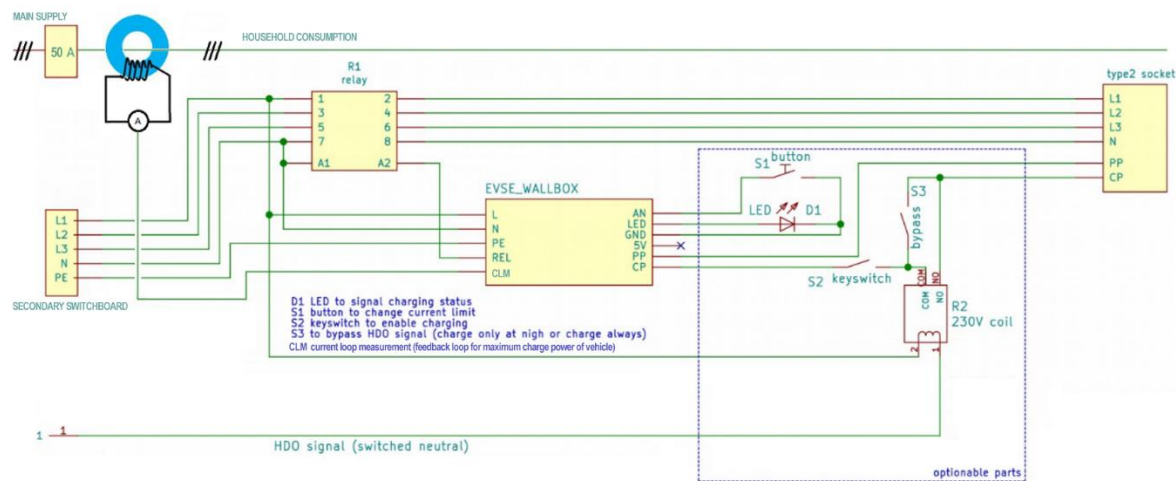 MAIN SUPPLY
50 A
HOUSEHOLD CONSUMPTION
A
R1
relay
1 2
3 4
5 6
7 8
A1 A2
type2 socket
L1
L2
L3
N
PP
CP
EVSE_WALLBOX
L
N
PE
REL
CLM
AN
LED
GND
5V
PP
CP
button
S1
LED D1
S3
bypass
S2 keyswitch
COM NO
COM NO
R2
230V coil
2 1
L1
L2
L3
N
PE
SECONDARY SWITCHBOARD
D1 LED to signal charging status
S1 button to change current limit
S2 keyswitch to enable charging
S3 to bypass HDO signal (charge only at nigh or charge always)
CLM current loop measurement (feedback loop for maximum charge power of vehicle)
1 1
HDO signal (switched neutral)
optionable parts